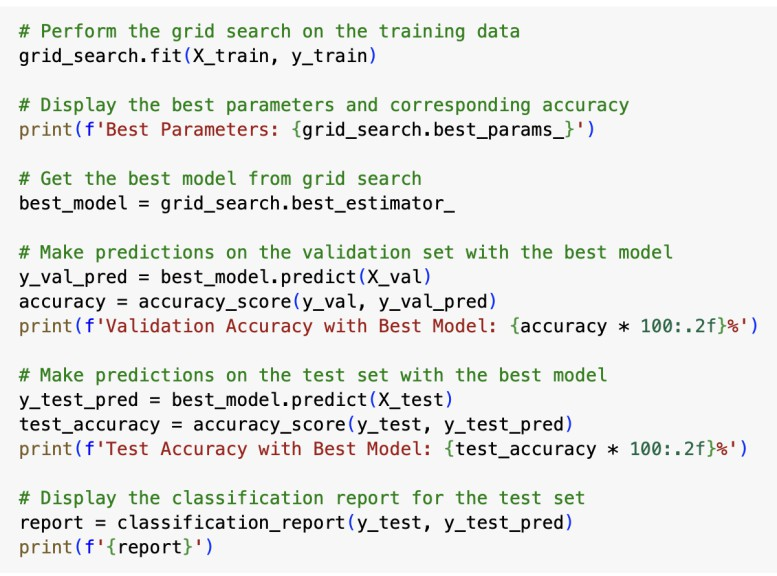 # Perform the grid search on the training data
grid_search.fit(X_train, y_train)
# Display the best parameters and corresponding accuracy
print(f'Best Parameters: {grid_search.best_params_}')
# Get the best model from grid search
best_model = grid_search.best_estimator_
# Make predictions on the validation set with the best model
y_val_pred = best_model.predict(X_val)
accuracy = accuracy_score(y_val, y_val_pred)
print(f'Validation Accuracy with Best Model: {accuracy * 100:.2f}%')
# Make predictions on the test set with the best model
y_test_pred = best_model.predict(X_test)
test_accuracy = accuracy_score(y_test, y_test_pred)
print(f'Test Accuracy with Best Model: {test_accuracy * 100:.2f}%')
# Display the classification report for the test set
report = classification_report(y_test, y_test_pred)
print(f'{report}')